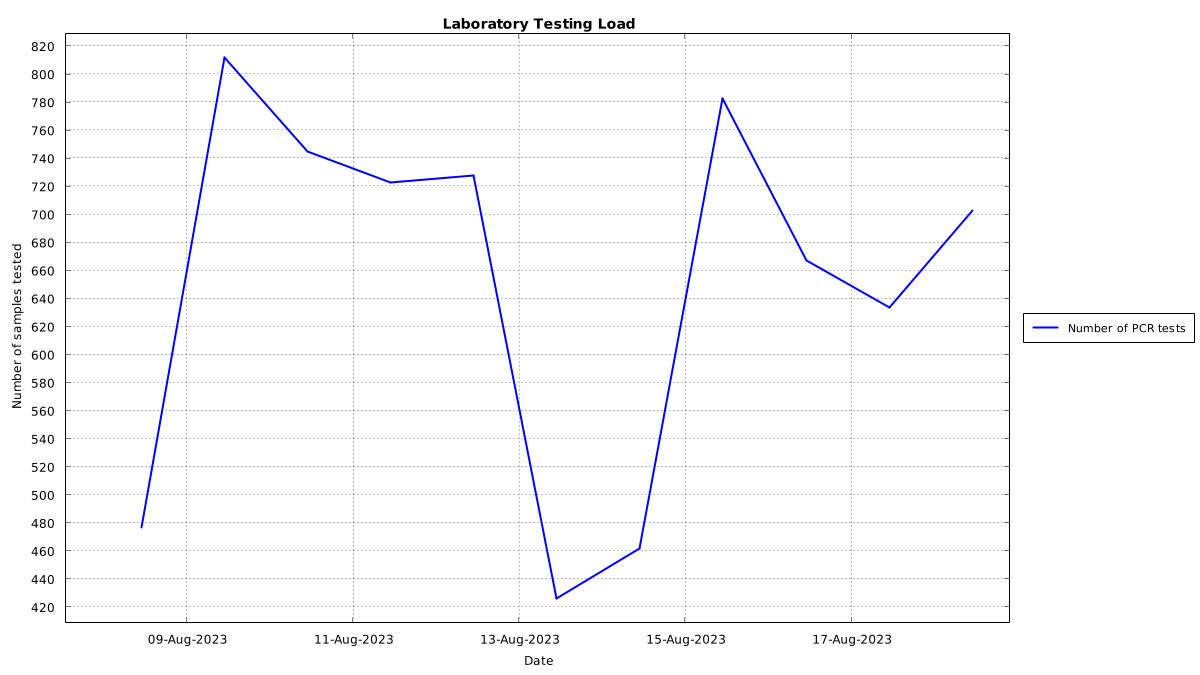 Laboratory Testing Load
820
800
780
760
740
720
700
680
660
640
620
600
580
560
540
520
500
480
460
440
420
Number of samples tested
09-Aug-2023
11-Aug-2023
13-Aug-2023
15-Aug-2023
17-Aug-2023
Date
Number of PCR tests